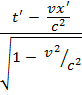 t′ − vx′/c²
√1 − v²/c²